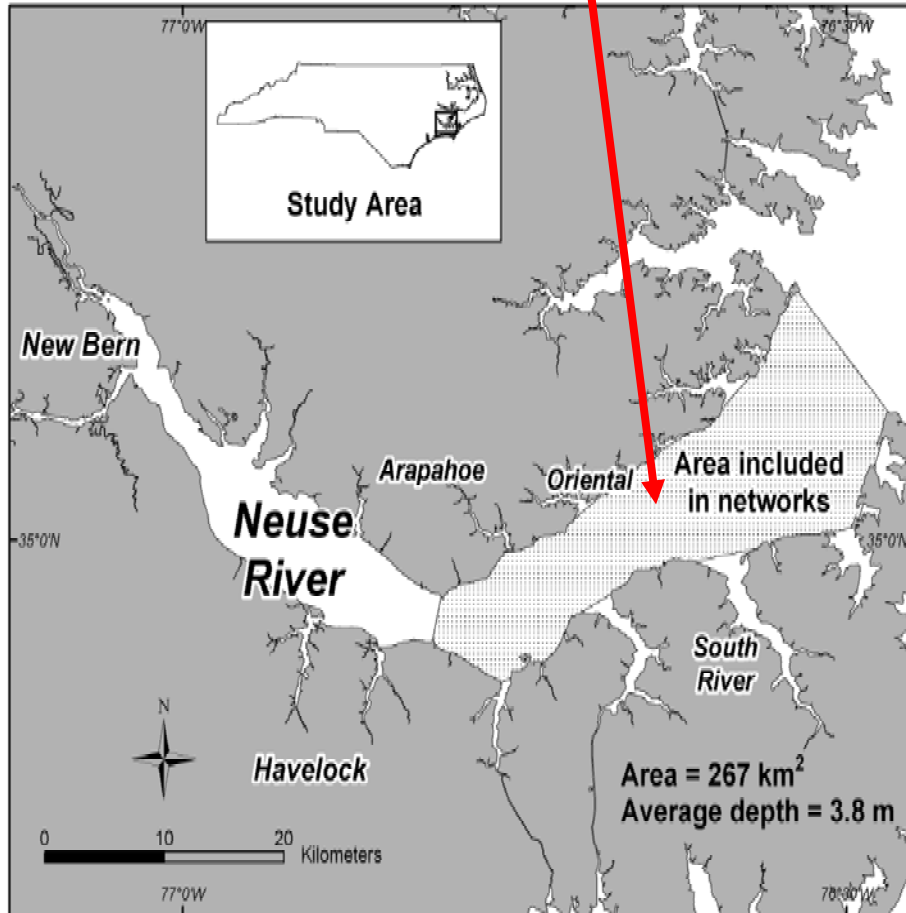 77°0'W
76°30'W
Study Area
New Bern
Arapahoe
Oriental
Area included
in networks
Neuse
River
35°0'N
35°0'N
South
River
N
Havelock
Area = 267 km²
Average depth = 3.8 m
0 10 20
Kilometers
77°0'W
76°30'W